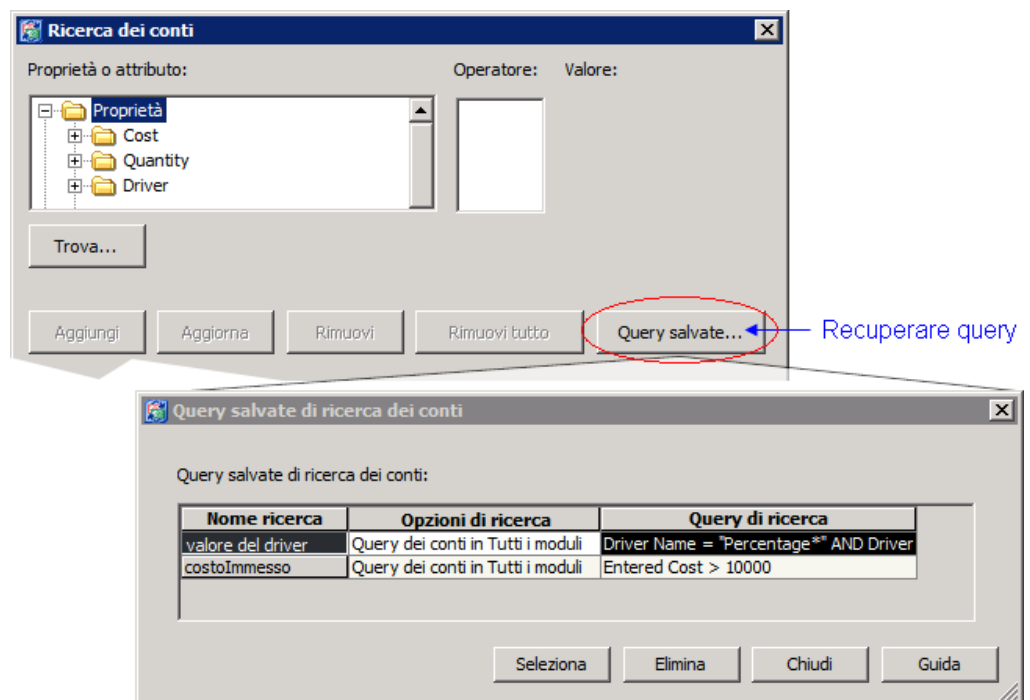 Ricerca dei conti
Proprietà o attributo:
Operatore:
Valore:
Proprietà
Cost
Quantity
Driver
Trova...
Aggiungi
Aggiorna
Rimuovi
Rimuovi tutto
Query salvate...
Recuperare query
Query salvate di ricerca dei conti
Query salvate di ricerca dei conti:
Nome ricerca Opzioni di ricerca Query di ricerca
valore del driver Query dei conti in Tutti i moduli Driver Name = "Percentage*" AND Driver
costoImmesso Query dei conti in Tutti i moduli Entered Cost > 10000
Seleziona
Elimina
Chiudi
Guida